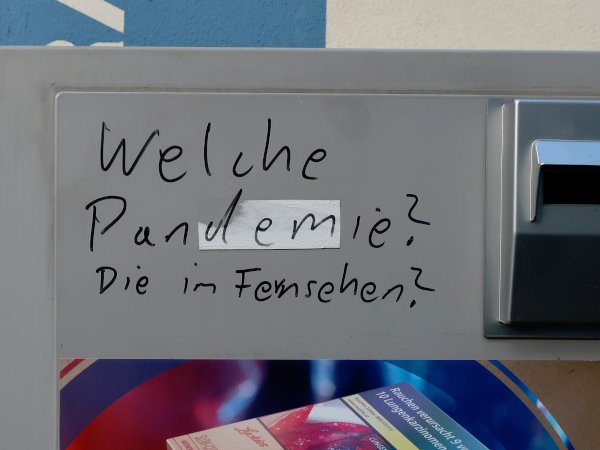 Welche
Pandemie?
Die im Fernsehen?
Rauchen verursacht 9 v
10 Lungenkarzinomen